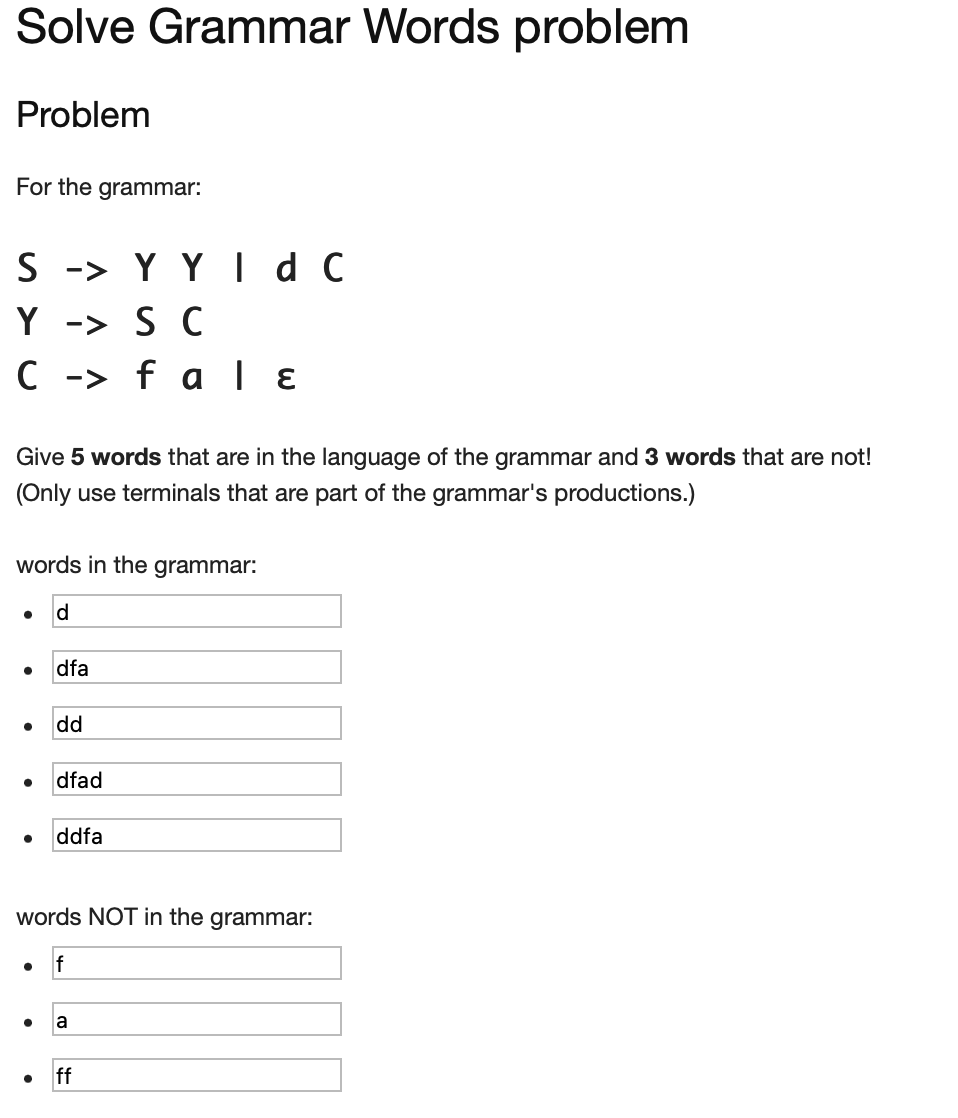 Solve Grammar Words problem
Problem
For the grammar:
S -> Y Y | d C
Y -> S C
C -> f a | ε
Give 5 words that are in the language of the grammar and 3 words that are not!
(Only use terminals that are part of the grammar's productions.)
words in the grammar:
• d
• dfa
• dd
• dfad
• ddfa
words NOT in the grammar:
• f
• a
• ff